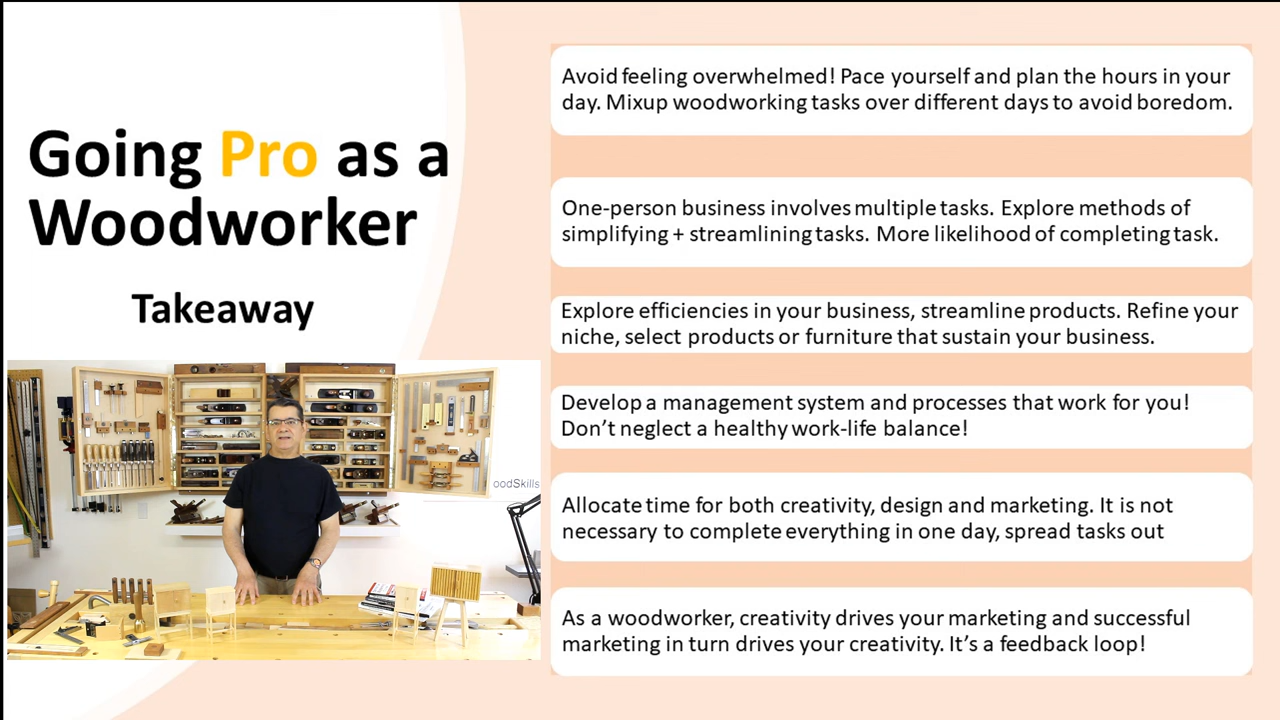 Going Pro as a
Woodworker
Takeaway
Avoid feeling overwhelmed! Pace yourself and plan the hours in your
day. Mixup woodworking tasks over different days to avoid boredom.
One-person business involves multiple tasks. Explore methods of
simplifying + streamlining tasks. More likelihood of completing task.
Explore efficiencies in your business, streamline products. Refine your
niche, select products or furniture that sustain your business.
Develop a management system and processes that work for you!
Don't neglect a healthy work-life balance!
Allocate time for both creativity, design and marketing. It is not
necessary to complete everything in one day, spread tasks out
As a woodworker, creativity drives your marketing and successful
marketing in turn drives your creativity. It's a feedback loop!
oodSkills